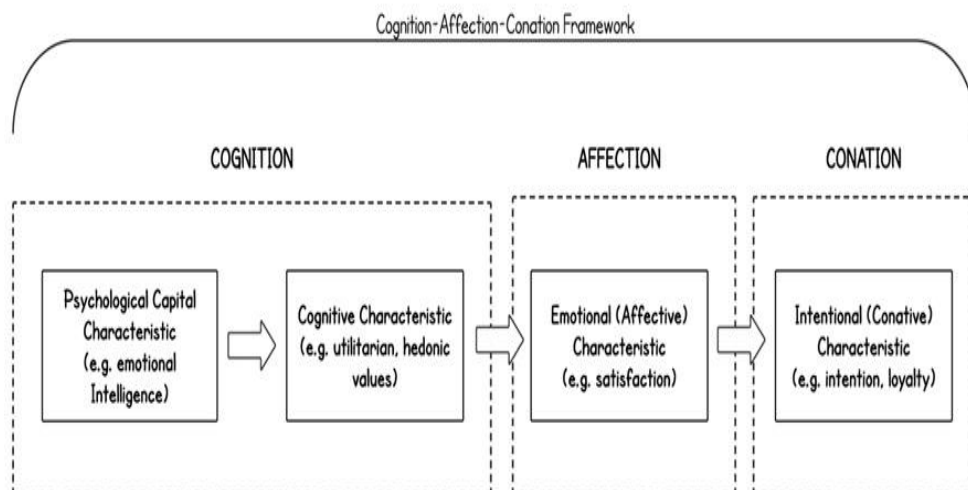 Cognition-Affection-Conation Framework
COGNITION
AFFECTION
CONATION
Psychological Capital
Characteristic
(e.g. emotional
Intelligence)
Cognitive Characteristic
(e.g. utilitarian, hedonic
values)
Emotional (Affective)
Characteristic
(e.g. satisfaction)
Intentional (Conative)
Characteristic
(e.g. intention, loyalty)